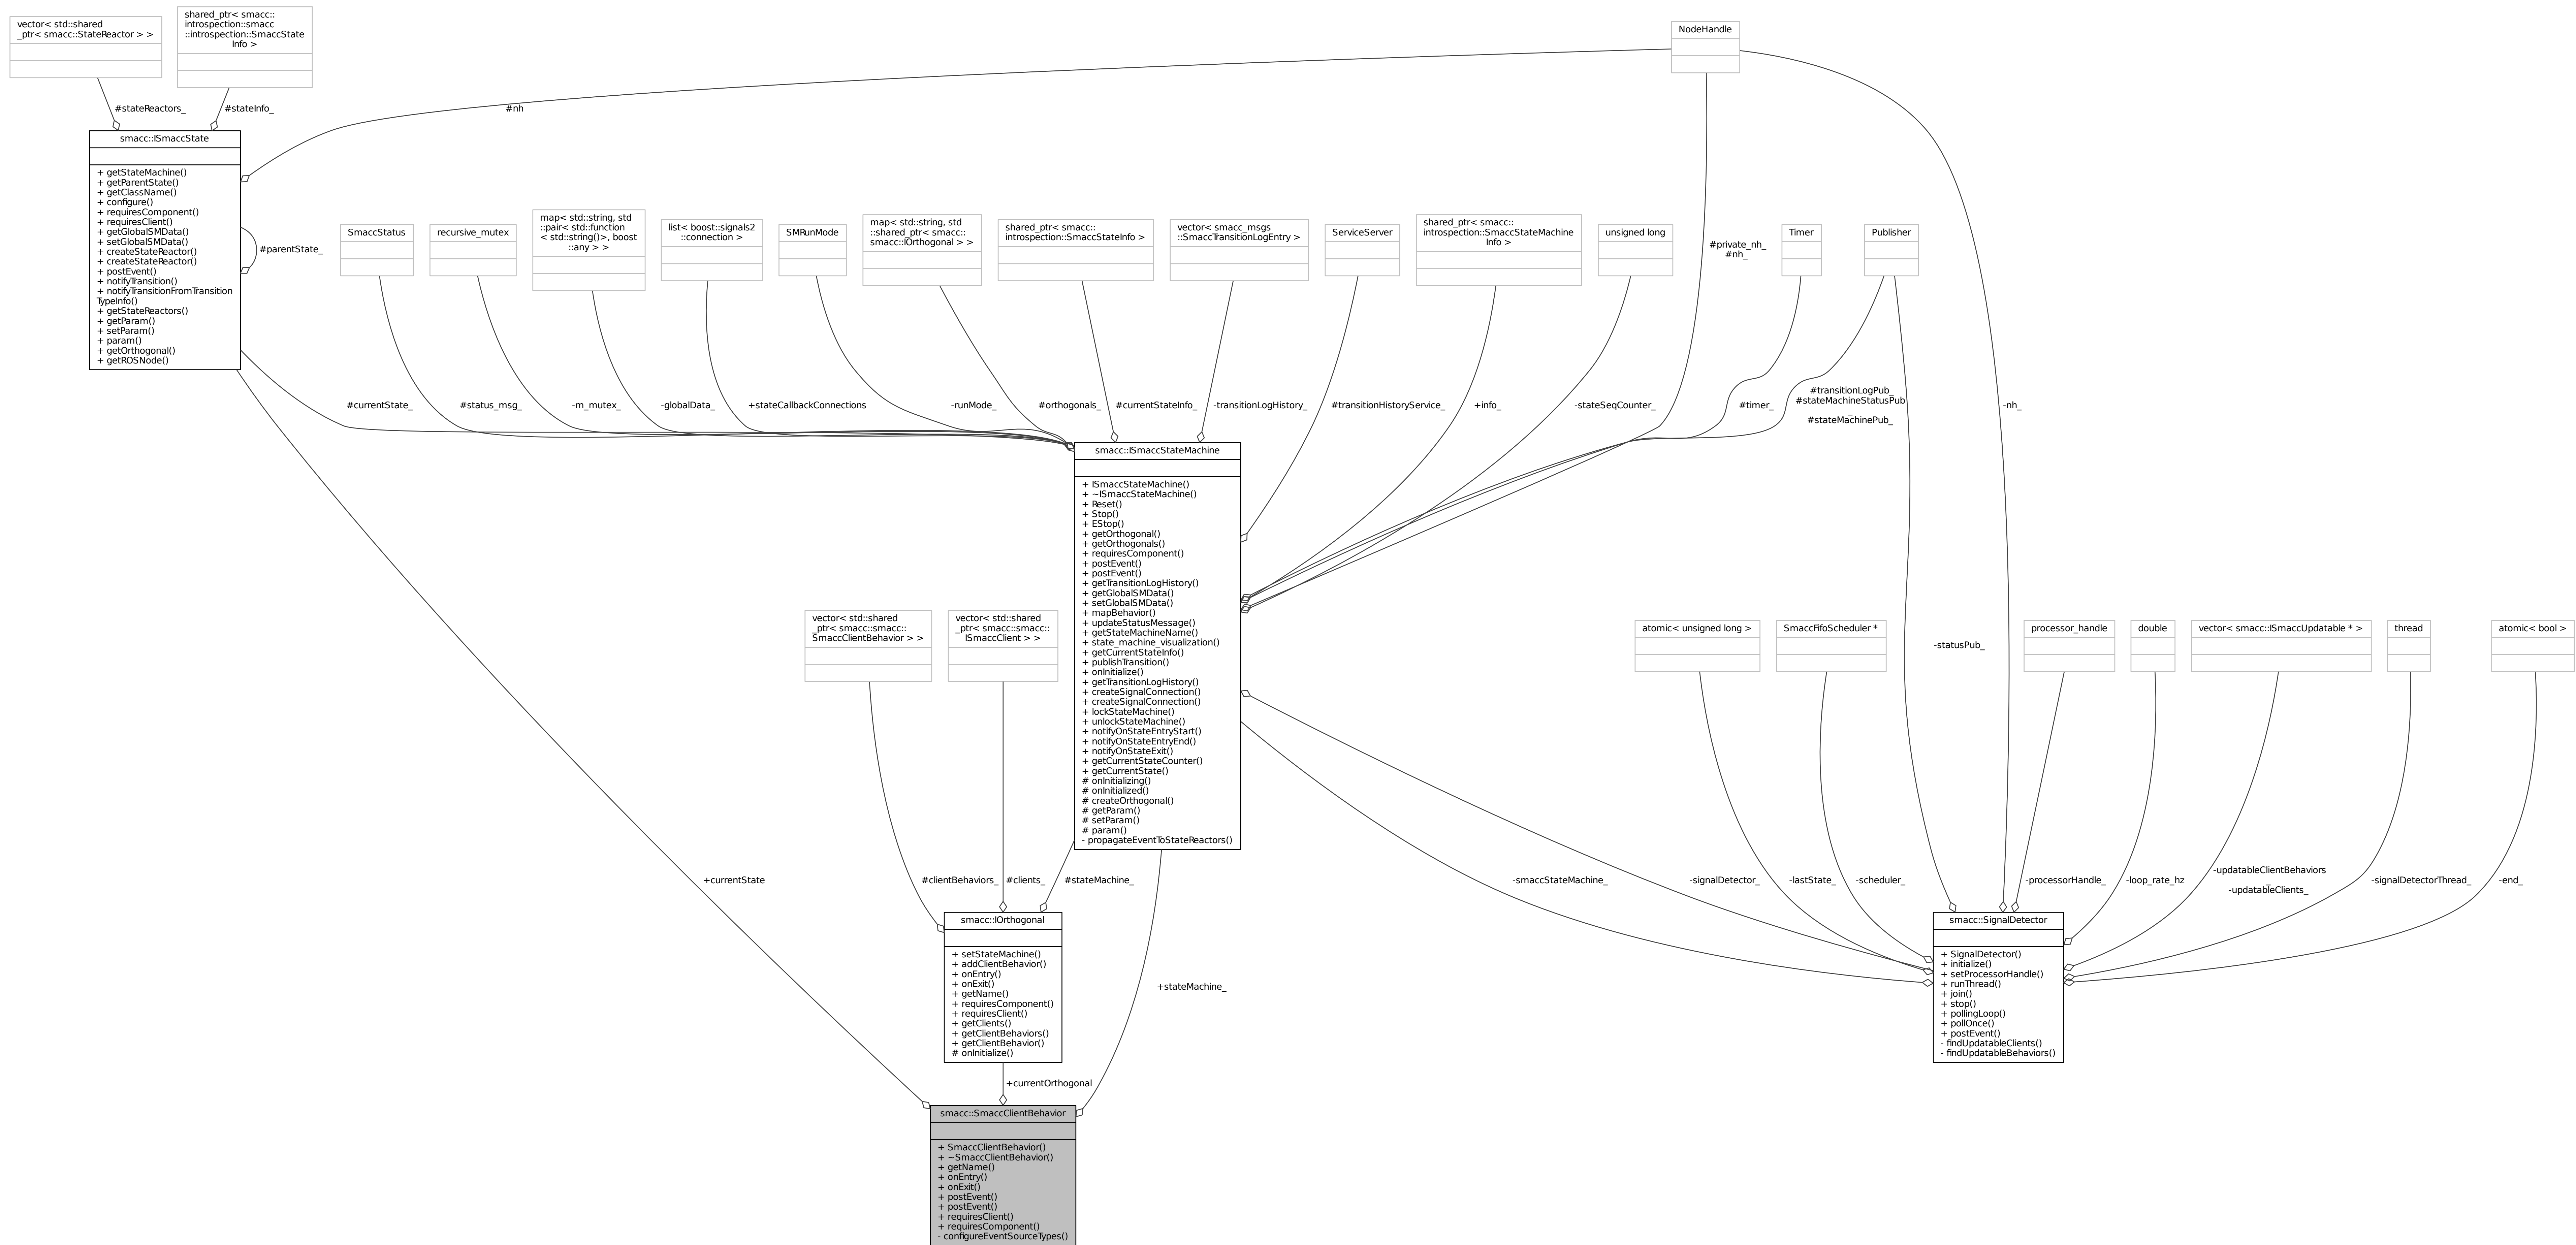 vector< std::shared
_ptr< smacc::StateReactor > >
shared_ptr< smacc::
introspection::smacc
::introspection::SmaccState
Info >
NodeHandle
#stateReactors_
#stateInfo_
#nh
smacc::ISmaccState
+ getStateMachine()
+ getParentState()
+ getClassName()
+ configure()
+ requiresComponent()
+ requiresClient()
+ getGlobalSMData()
+ setGlobalSMData()
+ createStateReactor()
+ createStateReactor()
+ postEvent()
+ notifyTransition()
+ notifyTransitionFromTransition
TypeInfo()
+ getStateReactors()
+ getParam()
+ setParam()
+ param()
+ getOrthogonal()
+ getROSNode()
#parentState_
SmaccStatus
recursive_mutex
map< std::string, std
::pair< std::function
< std::string()>, boost
::any > >
list< boost::signals2
::connection >
SMRunMode
map< std::string, std
::shared_ptr< smacc::
smacc::IOrthogonal > >
shared_ptr< smacc::
introspection::SmaccStateInfo >
vector< smacc_msgs
::SmaccTransitionLogEntry >
ServiceServer
shared_ptr< smacc::
introspection::SmaccStateMachine
Info >
unsigned long
#private_nh_
#nh_
Timer
Publisher
#currentState_
#status_msg_
-m_mutex_
-globalData_
+stateCallbackConnections
-runMode_
#orthogonals_
#currentStateInfo_
-transitionLogHistory_
#transitionHistoryService_
+info_
-stateSeqCounter_
#timer_
#transitionLogPub_
#stateMachineStatusPub
_
#stateMachinePub_
-nh_
smacc::ISmaccStateMachine
+ ISmaccStateMachine()
+ ~ISmaccStateMachine()
+ Reset()
+ Stop()
+ EStop()
+ getOrthogonal()
+ getOrthogonals()
+ requiresComponent()
+ postEvent()
+ postEvent()
+ getTransitionLogHistory()
+ getGlobalSMData()
+ setGlobalSMData()
+ mapBehavior()
+ updateStatusMessage()
+ getStateMachineName()
+ state_machine_visualization()
+ getCurrentStateInfo()
+ publishTransition()
+ onInitialize()
+ getTransitionLogHistory()
+ createSignalConnection()
+ createSignalConnection()
+ lockStateMachine()
+ unlockStateMachine()
+ notifyOnStateEntryStart()
+ notifyOnStateEntryEnd()
+ notifyOnStateExit()
+ getCurrentStateCounter()
+ getCurrentState()
# onInitializing()
# onInitialized()
# createOrthogonal()
# getParam()
# setParam()
# param()
- propagateEventToStateReactors()
vector< std::shared
_ptr< smacc::smacc::
SmaccClientBehavior > >
vector< std::shared
_ptr< smacc::smacc::
ISmaccClient > >
atomic< unsigned long >
SmaccFifoScheduler *
-statusPub_
processor_handle
double
vector< smacc::ISmaccUpdatable * >
thread
atomic< bool >
+currentState
#clientBehaviors_
#clients_
#stateMachine_
-smaccStateMachine_
-signalDetector_
-lastState_
-scheduler_
-processorHandle_
-loop_rate_hz
-updatableClientBehaviors
_
-updatableClients_
-signalDetectorThread_
-end_
smacc::IOrthogonal
+ setStateMachine()
+ addClientBehavior()
+ onEntry()
+ onExit()
+ getName()
+ requiresComponent()
+ requiresClient()
+ getClients()
+ getClientBehaviors()
+ getClientBehavior()
# onInitialize()
+stateMachine_
smacc::SignalDetector
+ SignalDetector()
+ initialize()
+ setProcessorHandle()
+ runThread()
+ join()
+ stop()
+ pollingLoop()
+ pollOnce()
+ postEvent()
- findUpdatableClients()
- findUpdatableBehaviors()
+currentOrthogonal
smacc::SmaccClientBehavior
+ SmaccClientBehavior()
+ ~SmaccClientBehavior()
+ getName()
+ onEntry()
+ onExit()
+ postEvent()
+ postEvent()
+ requiresClient()
+ requiresComponent()
- configureEventSourceTypes()